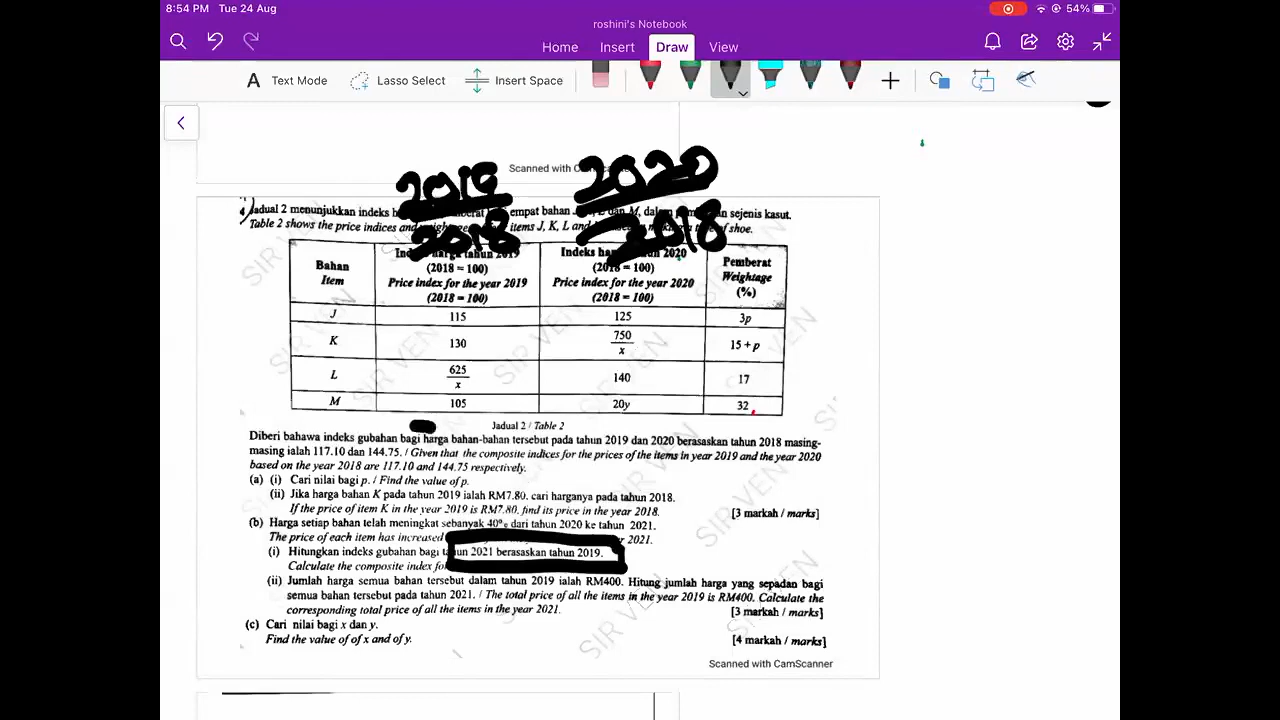 8:54 PM Tue 24 Aug
54%
roshini's Notebook
Home Insert Draw View
A Text Mode Lasso Select Insert Space
Scanned with
2019 2020
2018 2018
Jadual 2 menunjukkan indeks empat bahan dan M, sejenis kasut.
Table 2 shows the price indices and items J, K, L and of shoe.
Bahan
Item
Indeks harga tahun 2019
(2018 = 100)
Price index for the year 2019
(2018 = 100)
Indeks 2020
(2018 = 100)
Price index for the year 2020
(2018 = 100)
Pemberat
Weightage
(%)
J 115 125 3p
K 130 750/x 15 + p
L 625/x 140 17
M 105 20y 32
Jadual 2 / Table 2
Diberi bahawa indeks gubahan bagi harga bahan-bahan tersebut pada tahun 2019 dan 2020 berasaskan tahun 2018 masing-
masing ialah 117.10 dan 144.75. / Given that the composite indices for the prices of the items in year 2019 and the year 2020
based on the year 2018 are 117.10 and 144.75 respectively.
(a) (i) Cari nilai bagi p. / Find the value of p.
(ii) Jika harga bahan K pada tahun 2019 ialah RM7.80. cari harganya pada tahun 2018.
If the price of item K in the year 2019 is RM7.80, find its price in the year 2018.
[3 markah / marks]
(b) Harga setiap bahan telah meningkat sebanyak 40% dari tahun 2020 ke tahun 2021.
The price of each item has increased 2021.
(i) Hitungkan indeks gubahan bagi tahun 2021 berasaskan tahun 2019.
Calculate the composite index
(ii) Jumlah harga semua bahan tersebut dalam tahun 2019 ialah RM400. Hitung jumlah harga yang sepadan bagi
semua bahan tersebut pada tahun 2021. / The total price of all the items in the year 2019 is RM400. Calculate the
corresponding total price of all the items in the year 2021.
[3 markah / marks]
(c) Cari nilai bagi x dan y.
Find the value of of x and of y.
[4 markah / marks]
Scanned with CamScanner
SIR VEN